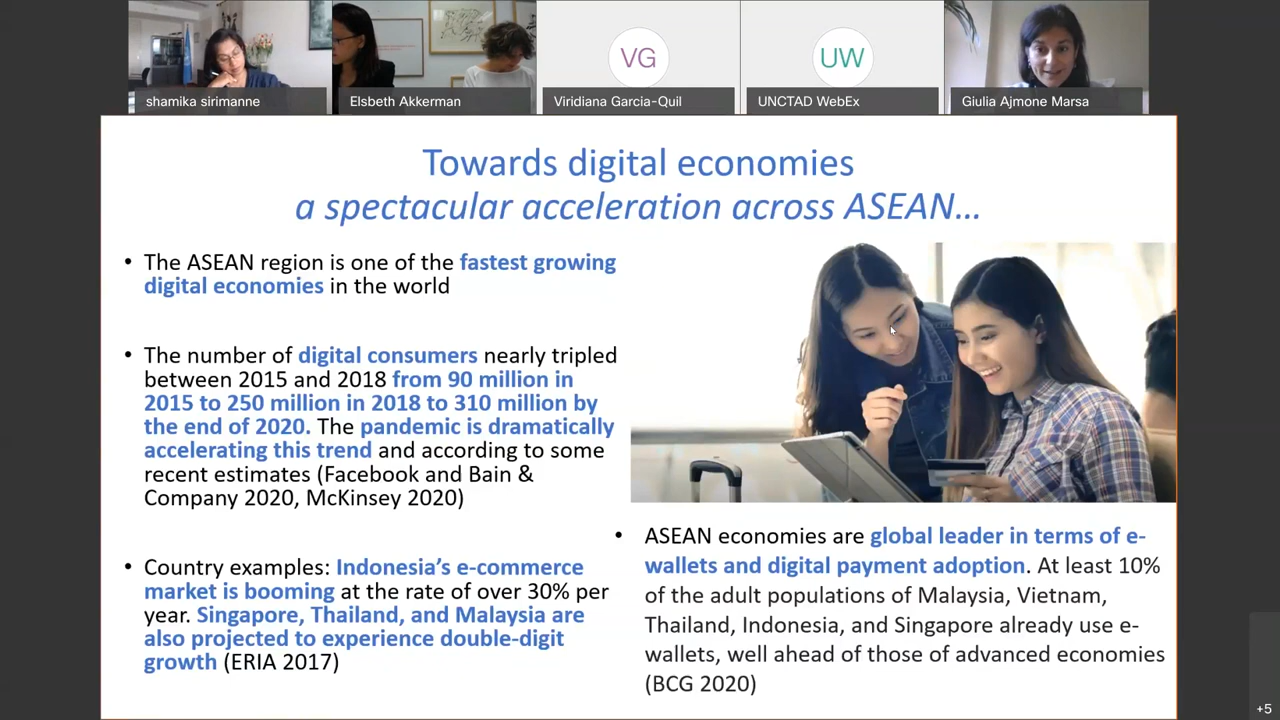 shamika sirimanne
Elsbeth Akkerman
VG
Viridiana Garcia-Quil
UW
UNCTAD WebEx
Giulia Ajmone Marsa
Towards digital economies
a spectacular acceleration across ASEAN...
• The ASEAN region is one of the fastest growing
digital economies in the world
• The number of digital consumers nearly tripled
between 2015 and 2018 from 90 million in
2015 to 250 million in 2018 to 310 million by
the end of 2020. The pandemic is dramatically
accelerating this trend and according to some
recent estimates (Facebook and Bain &
Company 2020, McKinsey 2020)
• Country examples: Indonesia's e-commerce
market is booming at the rate of over 30% per
year. Singapore, Thailand, and Malaysia are
also projected to experience double-digit
growth (ERIA 2017)
• ASEAN economies are global leader in terms of e-
wallets and digital payment adoption. At least 10%
of the adult populations of Malaysia, Vietnam,
Thailand, Indonesia, and Singapore already use e-
wallets, well ahead of those of advanced economies
(BCG 2020)
+5